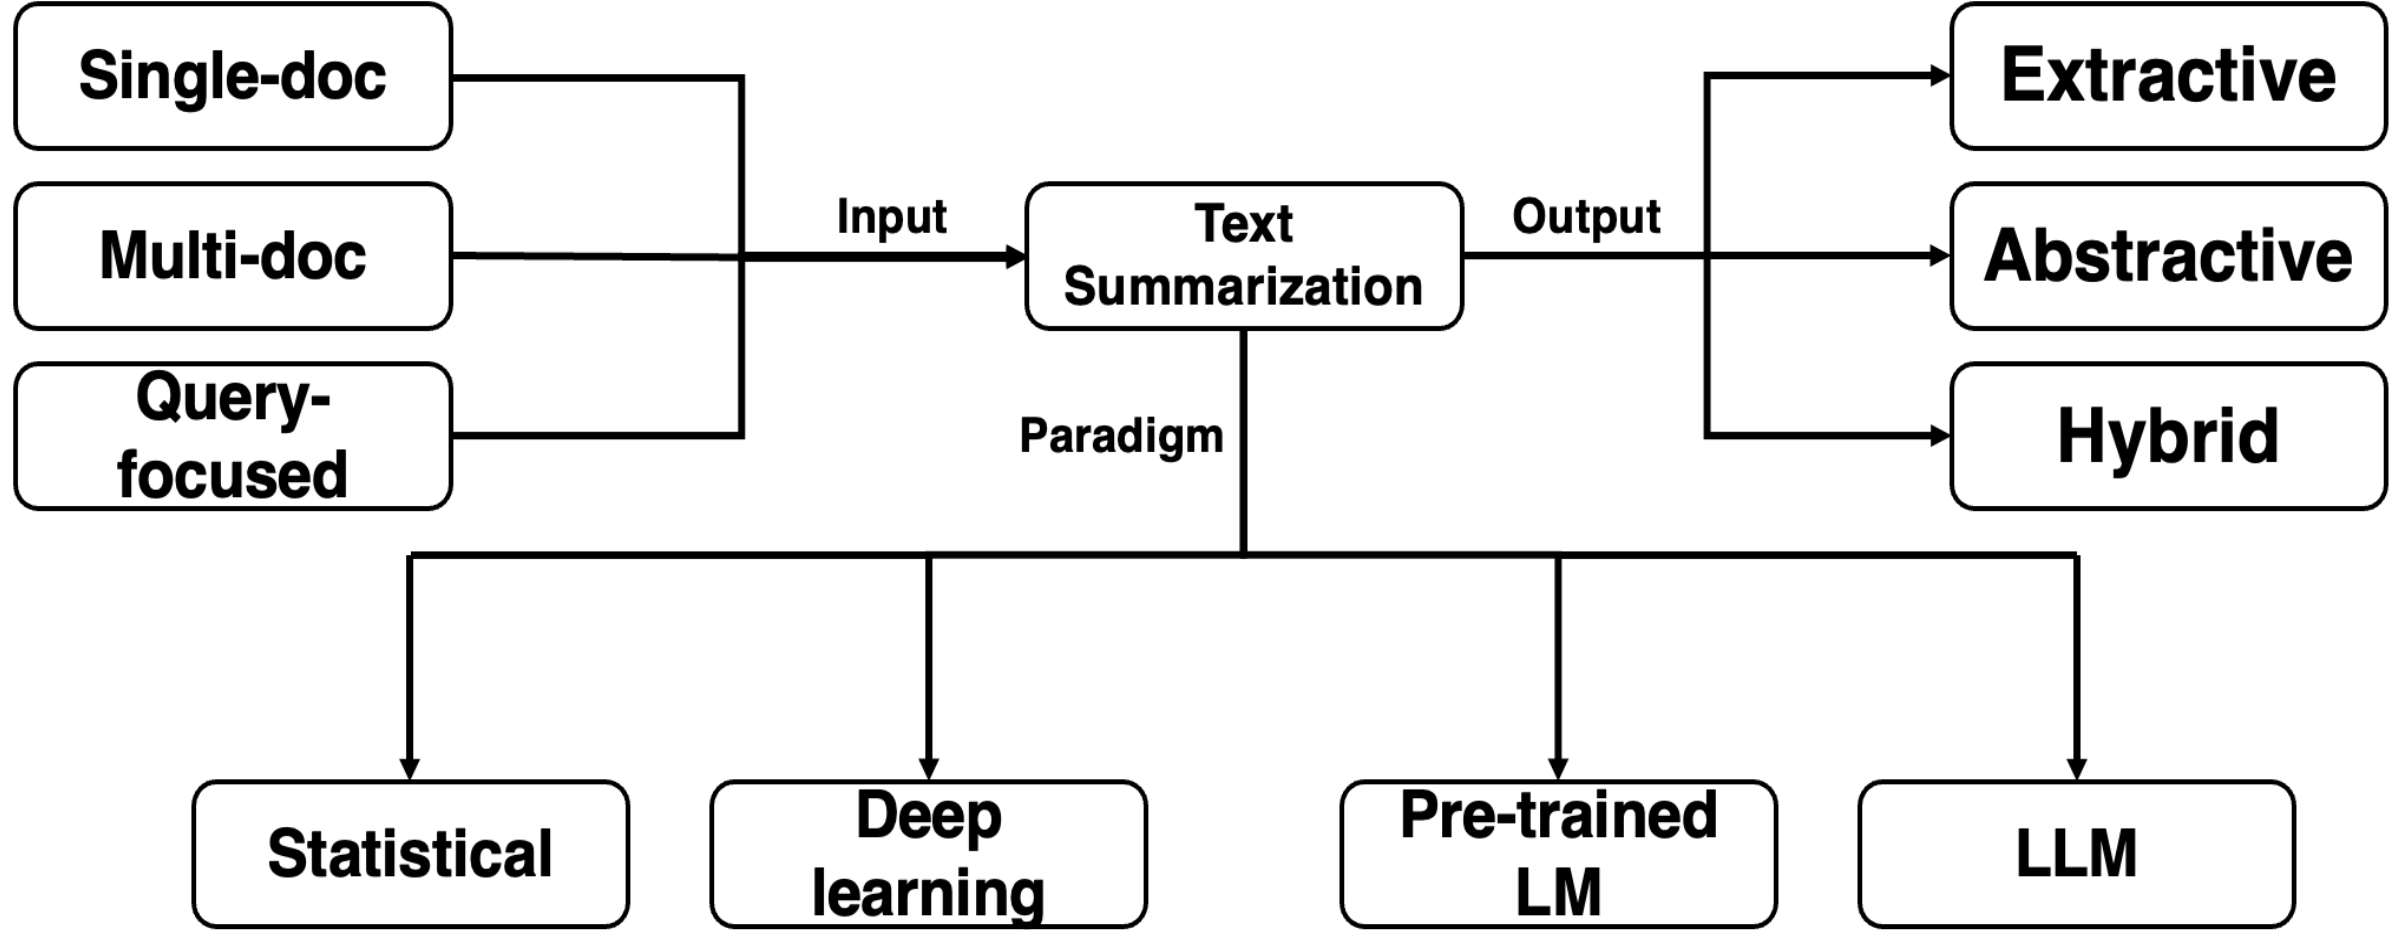 Single-doc
Multi-doc
Query-
focused
Input
Text
Summarization
Output
Extractive
Abstractive
Hybrid
Paradigm
Statistical
Deep
learning
Pre-trained
LM
LLM